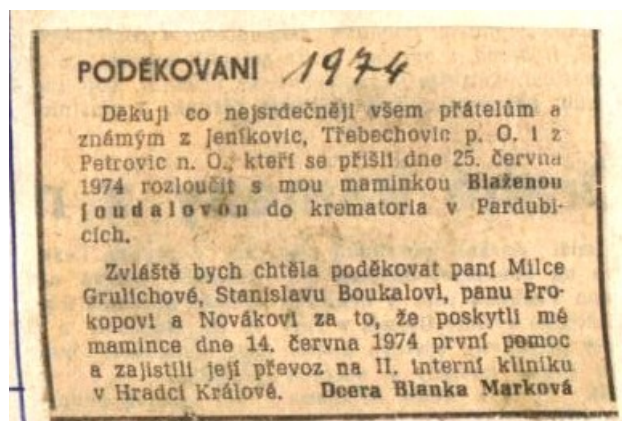 PODĚKOVÁNI 1974
Děkuji co nejsrdečněji všem přátelům a
známým z Jeníkovic, Třebechovic p. O. i z
Petrovic n. O., kteří se přišli dne 25. června
1974 rozloučit s mou maminkou Blaženou
Joudalovou do krematoria v Pardubi-
cích.
Zvláště bych chtěla poděkovat paní Milce
Grulichové, Stanislavu Boukalovi, panu Pro-
kopovi a Novákovi za to, že poskytli mé
mamince dne 14. června 1974 první pomoc
a zajistili její převoz na II. interní kliniku
v Hradci Králové. Dcera Blanka Marková